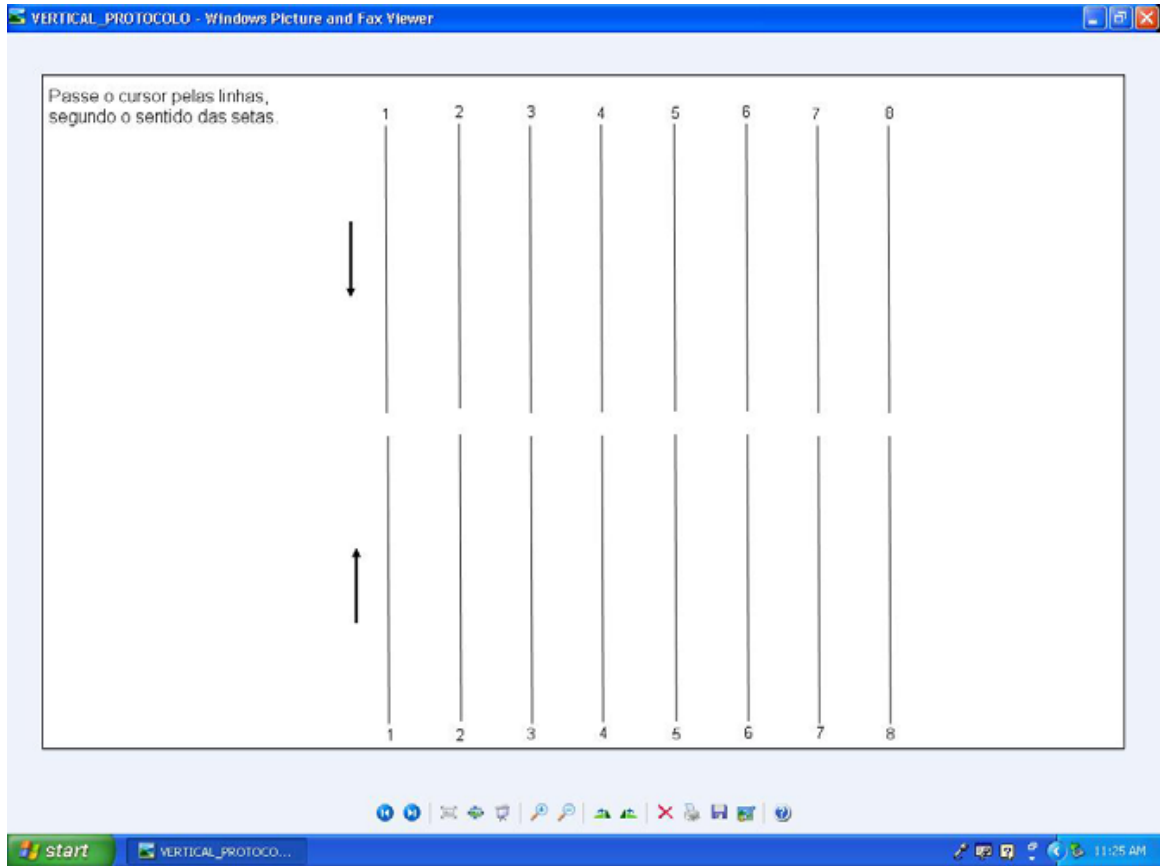 VERTICAL_PROTOCOLO - Windows Picture and Fax Viewer
Passe o cursor pelas linhas,
segundo o sentido das setas.
1 2 3 4 5 6 7 8
1 2 3 4 5 6 7 8
start
VERTICAL_PROTOCO...
11:25 AM